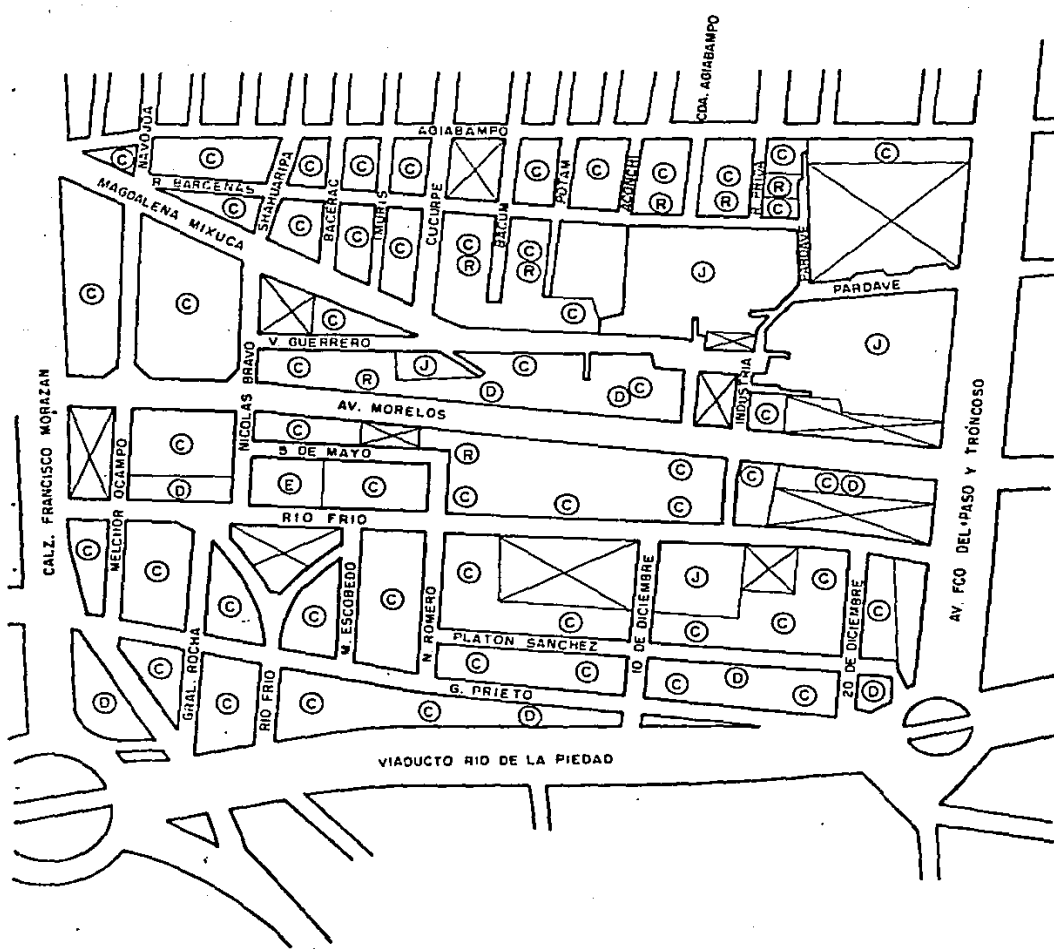 CDA. AGIABAMPO
AGIABAMPO
NAVOJOA
C
C
C
C
C
C
C
C
C
C
C
R. BARCENAS
SHAHUARIPA
BACERAC
IMURIS
CUCURPE
BACUM
POTAM
ACONCHI
R. PRIVA
R
R
R
C
MAGDALENA MIXUCA
C
C
C
C
C
R
C
R
J
PARDAVE
PARDAVE
C
C
C
C
V. GUERRERO
J
NICOLAS BRAVO
C
R
J
C
D
D
C
INDUSTRIA
C
AV. MORELOS
CALZ. FRANCISCO MORAZAN
MELCHOR OCAMPO
C
D
C
5 DE MAYO
E
C
R
C
C
C
C
C
C
D
AV. FCO DEL PASO Y TRONCOSO
RIO FRIO
C
C
C
C
M. ESCOBEDO
C
N. ROMERO
C
C
10 DE DICIEMBRE
J
C
C
C
20 DE DICIEMBRE
C
PLATON SANCHEZ
GRAL. ROCHA
RIO FRIO
D
C
C
C
C
D
G. PRIETO
C
C
C
D
C
D
VIADUCTO RIO DE LA PIEDAD